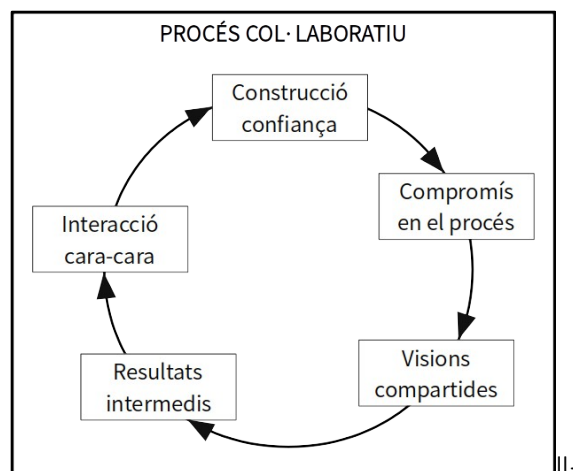 PROCÉS COL·LABORATIU
Construcció
confiança
Compromís
en el procés
Visions
compartides
Resultats
intermedis
Interacció
cara-cara